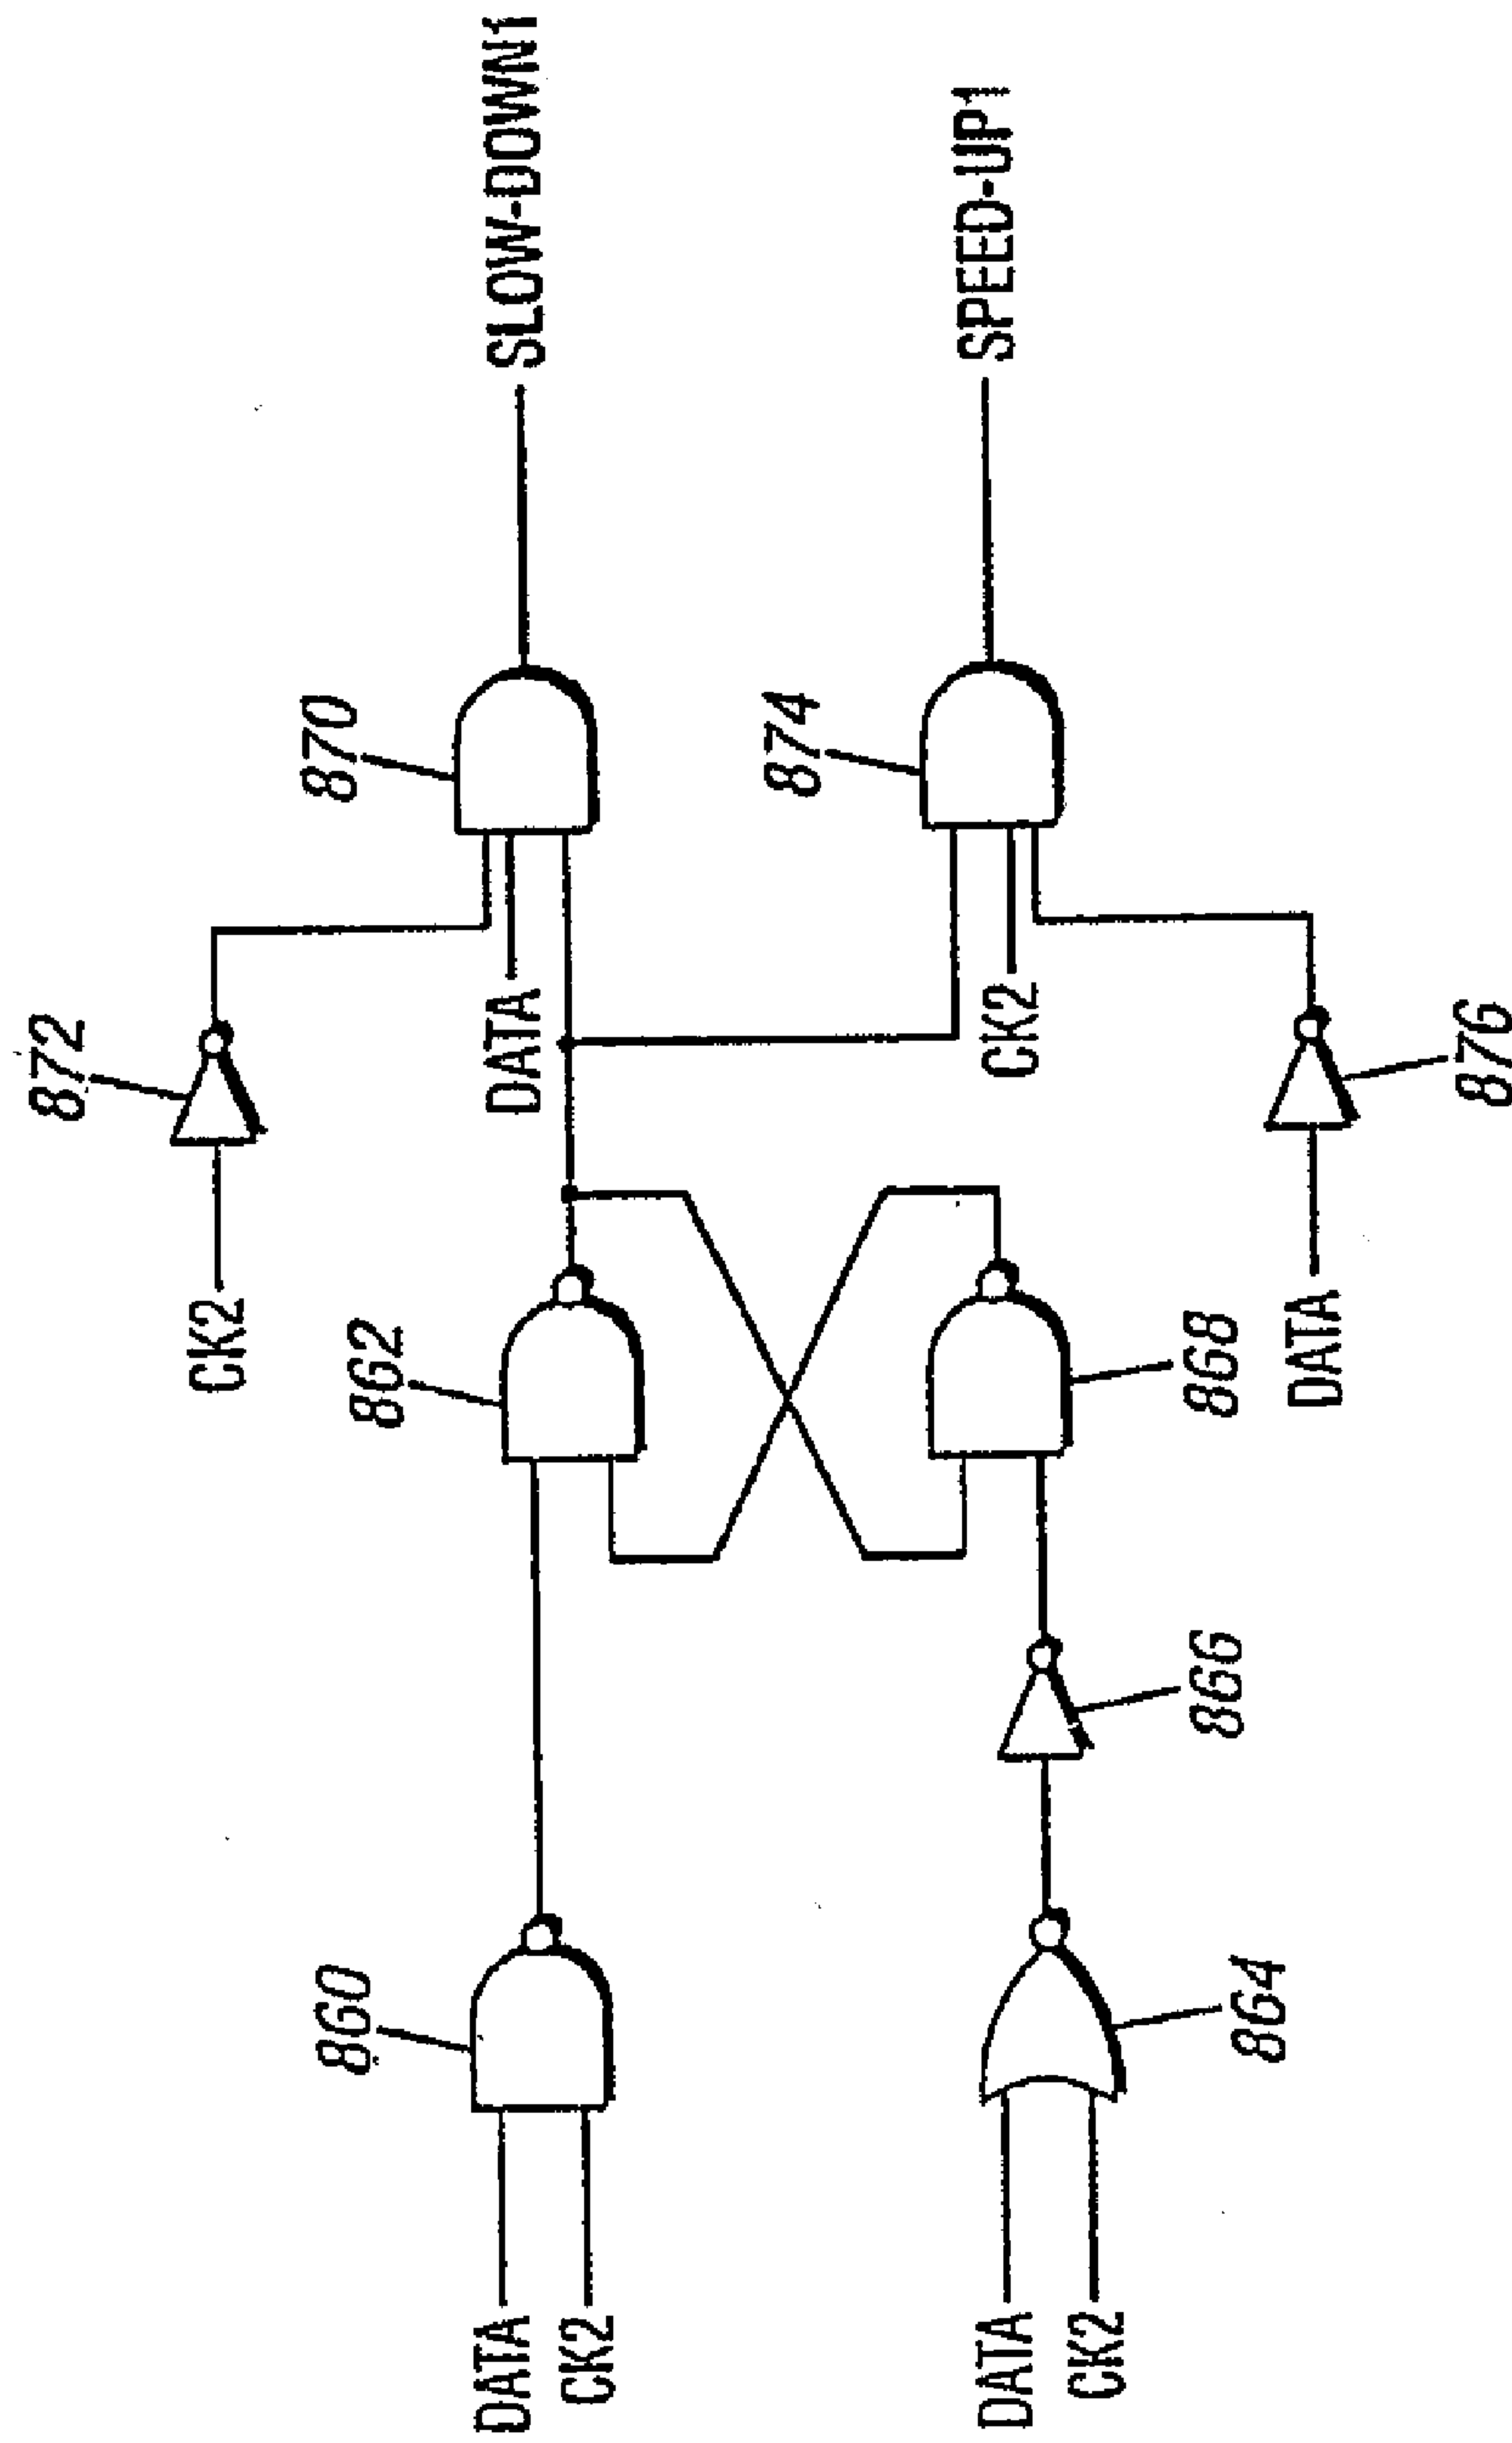 872
CK2
870
SLOW-DOWN1
DATA
862
860
DATA
CK2
874
SPEED-UP1
CK2
868
866
864
DATA
CK2
876
DATA